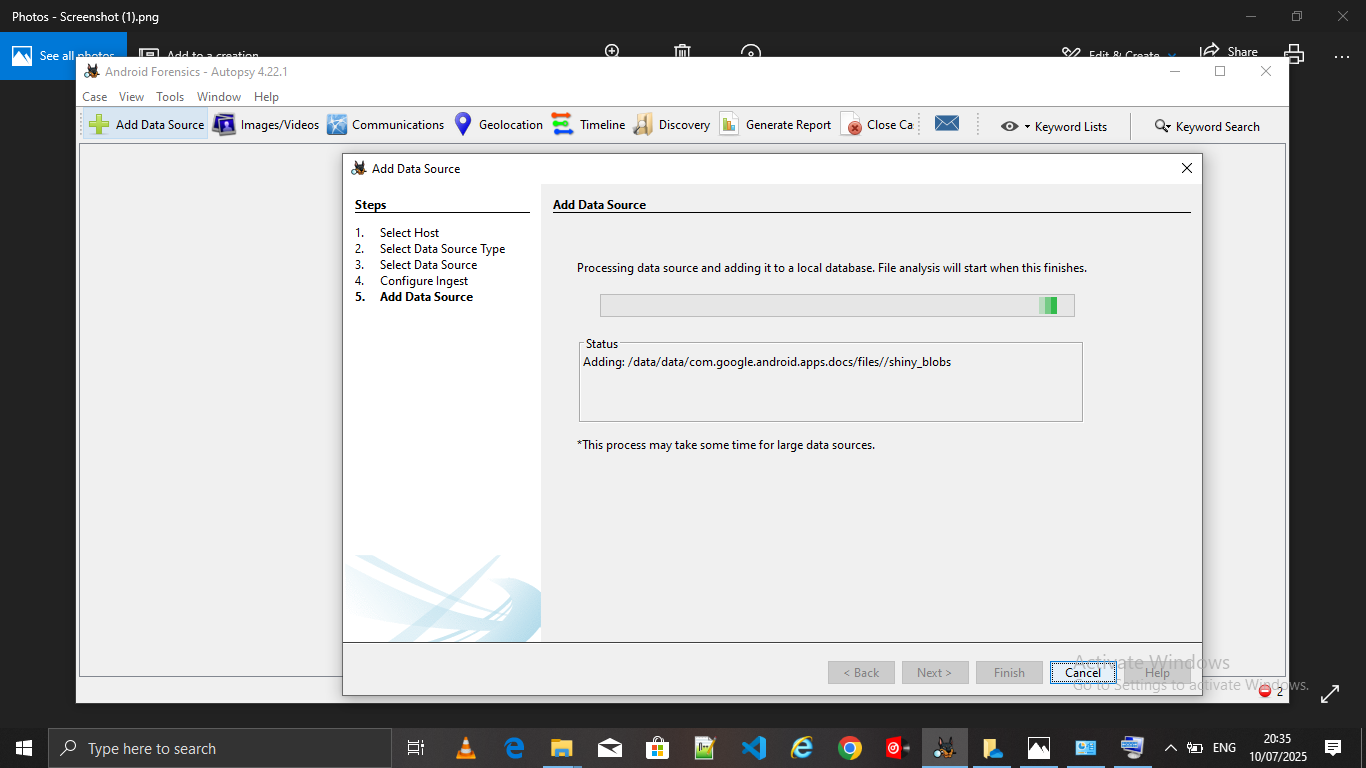 Photos - Screenshot (1).png
See all photos
Add to a creation
Edit & Create
Share
Android Forensics - Autopsy 4.22.1
Case View Tools Window Help
Add Data Source Images/Videos Communications Geolocation Timeline Discovery Generate Report Close Ca Keyword Lists Keyword Search
Add Data Source
Steps
1. Select Host
2. Select Data Source Type
3. Select Data Source
4. Configure Ingest
5. Add Data Source
Add Data Source
Processing data source and adding it to a local database. File analysis will start when this finishes.
Status
Adding: /data/data/com.google.android.apps.docs/files//shiny_blobs
*This process may take some time for large data sources.
< Back Next > Finish Cancel Help
Activate Windows
Go to Settings to activate Windows.
2
Type here to search
ENG
20:35
10/07/2025